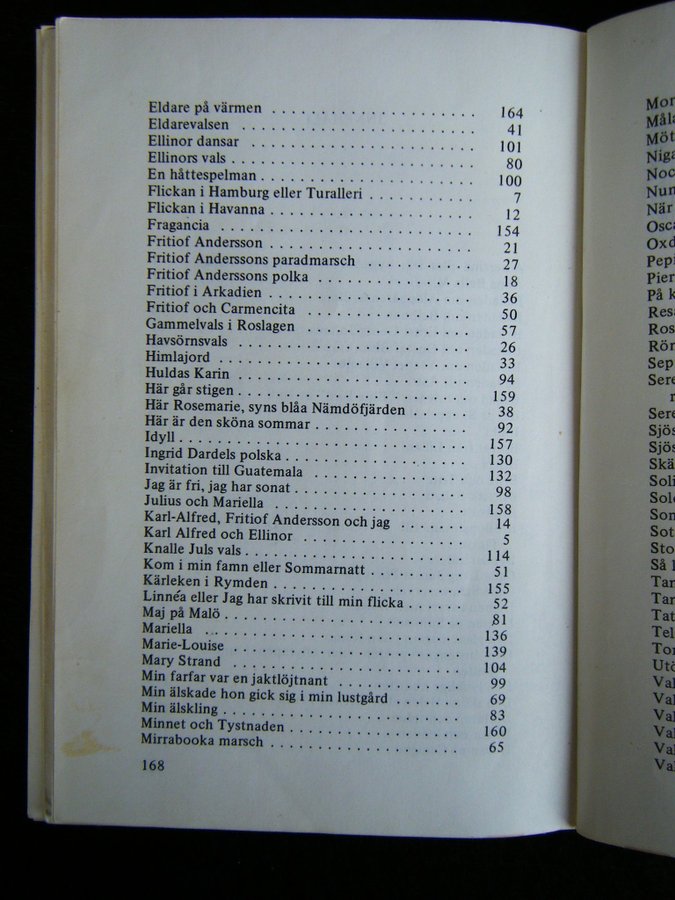 Eldare på värmen . . . . . . . . . . . . . . . . . . . 164
Eldarevalsen . . . . . . . . . . . . . . . . . . . . . 41
Ellinor dansar . . . . . . . . . . . . . . . . . . . . 101
Ellinors vals . . . . . . . . . . . . . . . . . . . . . 80
En håttespelman . . . . . . . . . . . . . . . . . . . 100
Flickan i Hamburg eller Turalleri . . . . . . . . . . 7
Flickan i Havanna . . . . . . . . . . . . . . . . . . 12
Fragancia . . . . . . . . . . . . . . . . . . . . . . 154
Fritiof Andersson . . . . . . . . . . . . . . . . . . 21
Fritiof Anderssons paradmarsch . . . . . . . . . . . 27
Fritiof Anderssons polka . . . . . . . . . . . . . . . 18
Fritiof i Arkadien . . . . . . . . . . . . . . . . . . 36
Fritiof och Carmencita . . . . . . . . . . . . . . . . 50
Gammelvals i Roslagen . . . . . . . . . . . . . . . . 57
Havsörnsvals . . . . . . . . . . . . . . . . . . . . . 26
Himlajord . . . . . . . . . . . . . . . . . . . . . . 33
Huldas Karin . . . . . . . . . . . . . . . . . . . . . 94
Här går stigen . . . . . . . . . . . . . . . . . . . . 159
Här Rosemarie, syns blåa Nämdöfjärden . . . . . . 38
Här är den sköna sommar . . . . . . . . . . . . . . . 92
Idyll . . . . . . . . . . . . . . . . . . . . . . . . . 157
Ingrid Dardels polska . . . . . . . . . . . . . . . . 130
Invitation till Guatemala . . . . . . . . . . . . . . 132
Jag är fri, jag har sonat . . . . . . . . . . . . . . . 98
Julius och Mariella . . . . . . . . . . . . . . . . . . 158
Karl-Alfred, Fritiof Andersson och jag . . . . . . . 14
Karl Alfred och Ellinor . . . . . . . . . . . . . . . 5
Knalle Juls vals . . . . . . . . . . . . . . . . . . . 114
Kom i min famn eller Sommarnatt . . . . . . . . . . 51
Kärleken i Rymden . . . . . . . . . . . . . . . . . . 155
Linnéa eller Jag har skrivit till min flicka . . . . . . 52
Maj på Malö . . . . . . . . . . . . . . . . . . . . . 81
Mariella . . . . . . . . . . . . . . . . . . . . . . . 136
Marie-Louise . . . . . . . . . . . . . . . . . . . . . 139
Mary Strand . . . . . . . . . . . . . . . . . . . . . 104
Min farfar var en jaktlöjtnant . . . . . . . . . . . . 99
Min älskade hon gick sig i min lustgård . . . . . . . 69
Min älskling . . . . . . . . . . . . . . . . . . . . . 83
Minnet och Tystnaden . . . . . . . . . . . . . . . . 160
Mirrabooka marsch . . . . . . . . . . . . . . . . . . 65
168